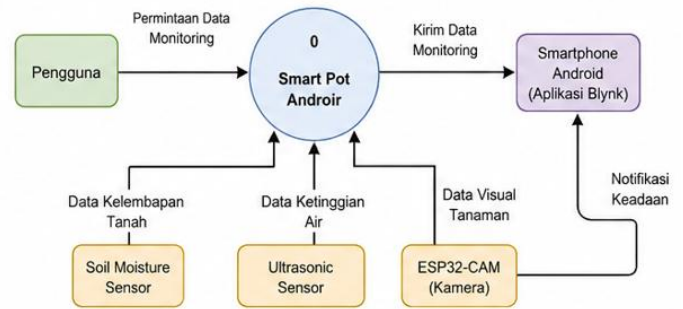 Permintaan Data
Monitoring
0
Smart Pot
Androir
Kirim Data
Monitoring
Pengguna
Smartphone
Android
(Aplikasi Blynk)
Data Kelembapan
Tanah
Data Ketinggian
Air
Data Visual
Tanaman
Notifikasi
Keadaan
Soil Moisture
Sensor
Ultrasonic
Sensor
ESP32-CAM
(Kamera)